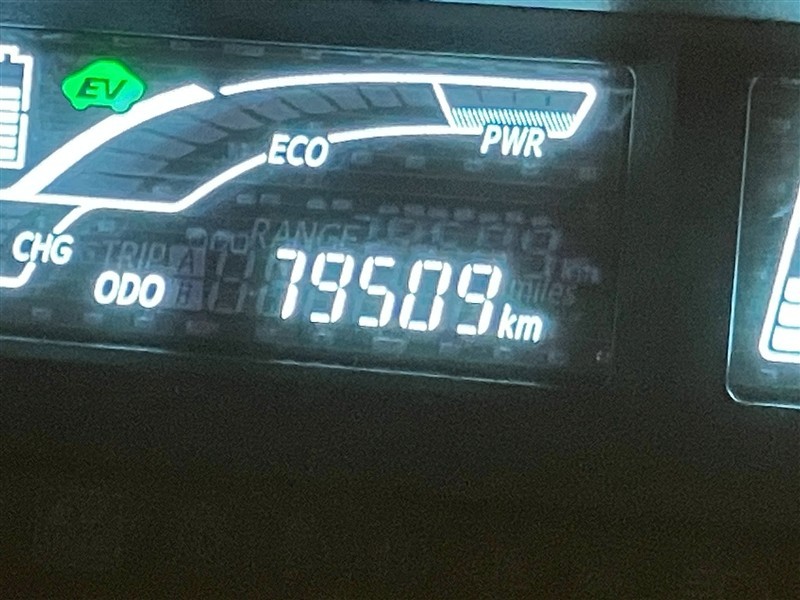 EV
ECO
PWR
CHG
RANGE
TRIP A
miles
ODO 79509 km